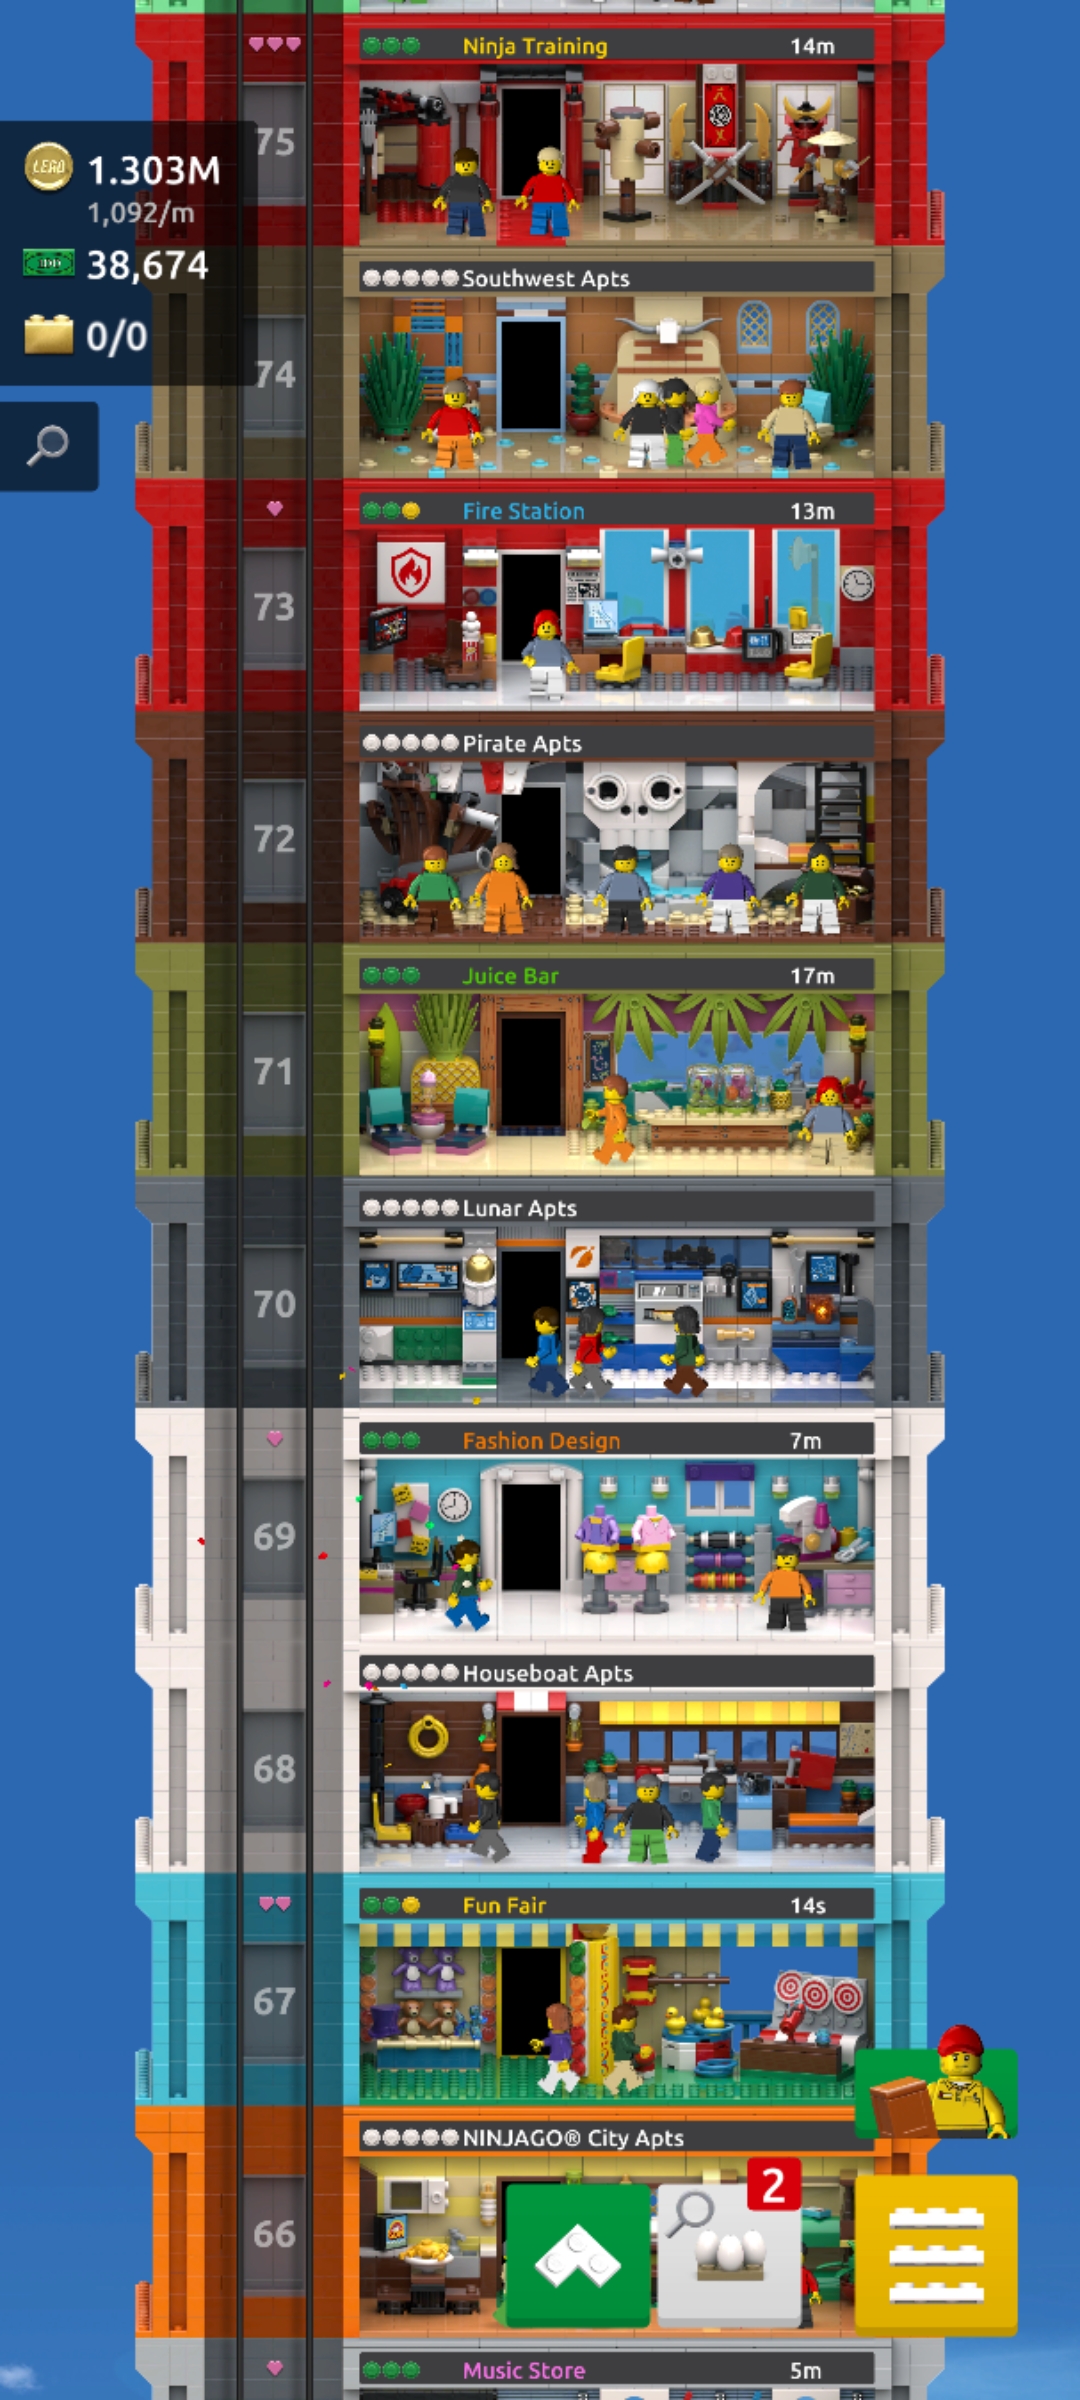 Ninja Training 14m
75
LEGO 1.303M
1,092/m
38,674
0/0
Southwest Apts
74
Fire Station 13m
73
Pirate Apts
72
Juice Bar 17m
71
Lunar Apts
70
Fashion Design 7m
69
Houseboat Apts
68
Fun Fair 14s
67
NINJAGO® City Apts
66
2
Music Store 5m